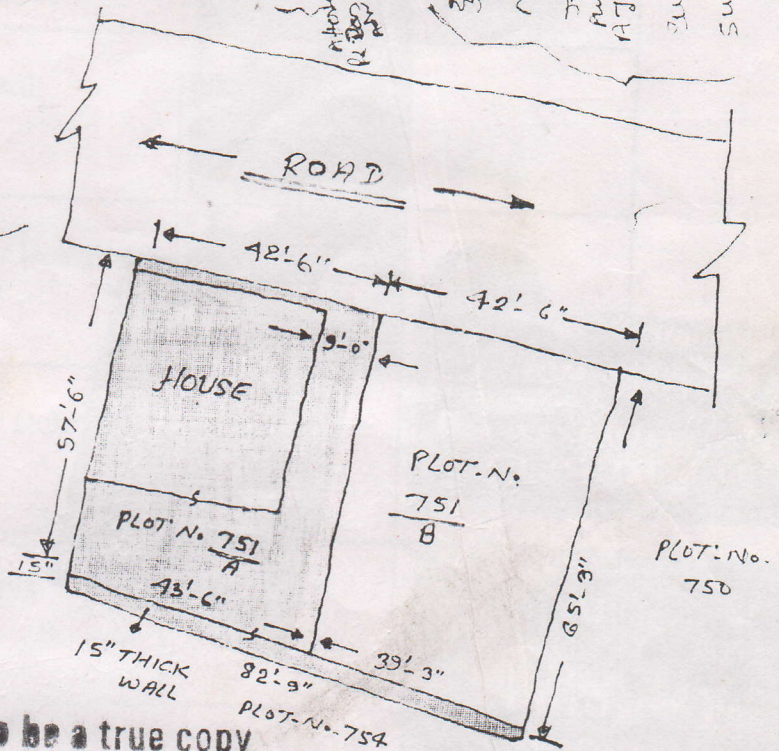 ROAD
42'-6"
42'-6"
9'-0"
HOUSE
57'-6"
PLOT-No.
751
B
PLOT No. 751
A
PLOT-No.
750
15"
43'-6"
65'-3"
15" THICK
WALL
39'-3"
82'-9"
PLOT-No-754
be a true copy